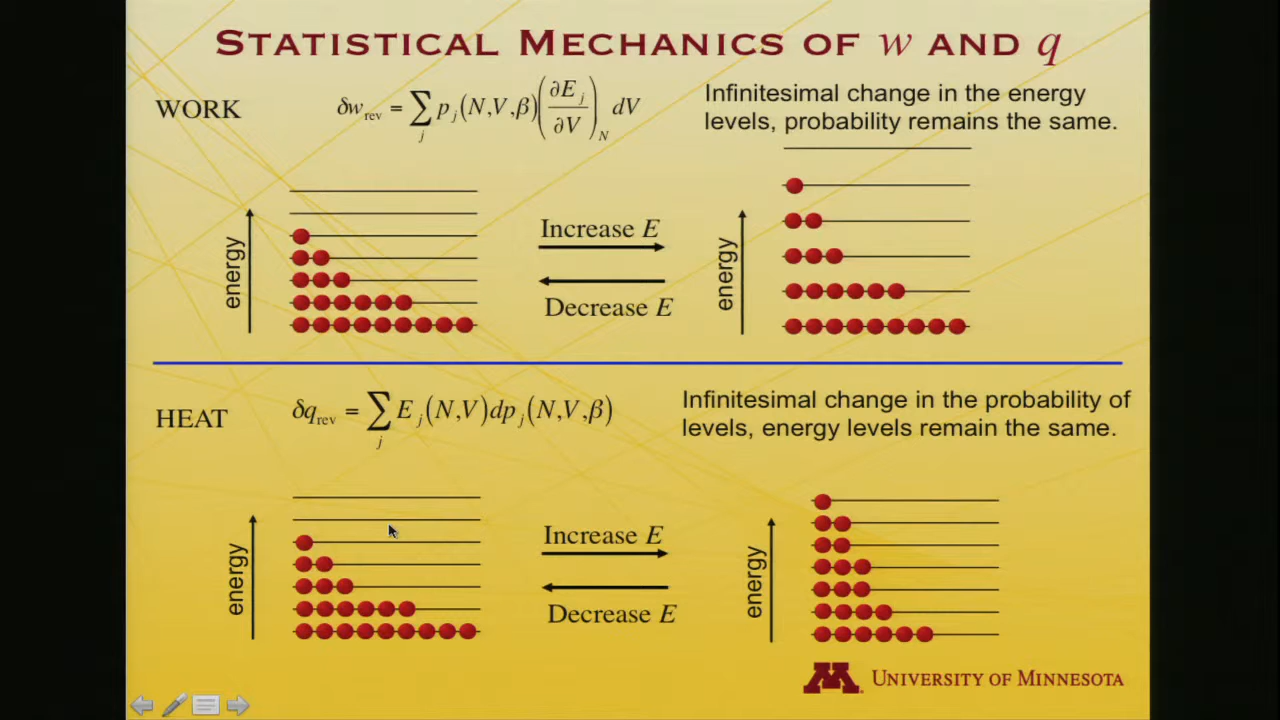 STATISTICAL MECHANICS OF w AND q
WORK
δw_rev = ∑_j p_j(N,V,β)(∂E_j/∂V)_N dV
Infinitesimal change in the energy
levels, probability remains the same.
energy
Increase E
Decrease E
energy
HEAT
δq_rev = ∑_j E_j(N,V)dp_j(N,V,β)
Infinitesimal change in the probability of
levels, energy levels remain the same.
energy
Increase E
Decrease E
energy
M
UNIVERSITY OF MINNESOTA